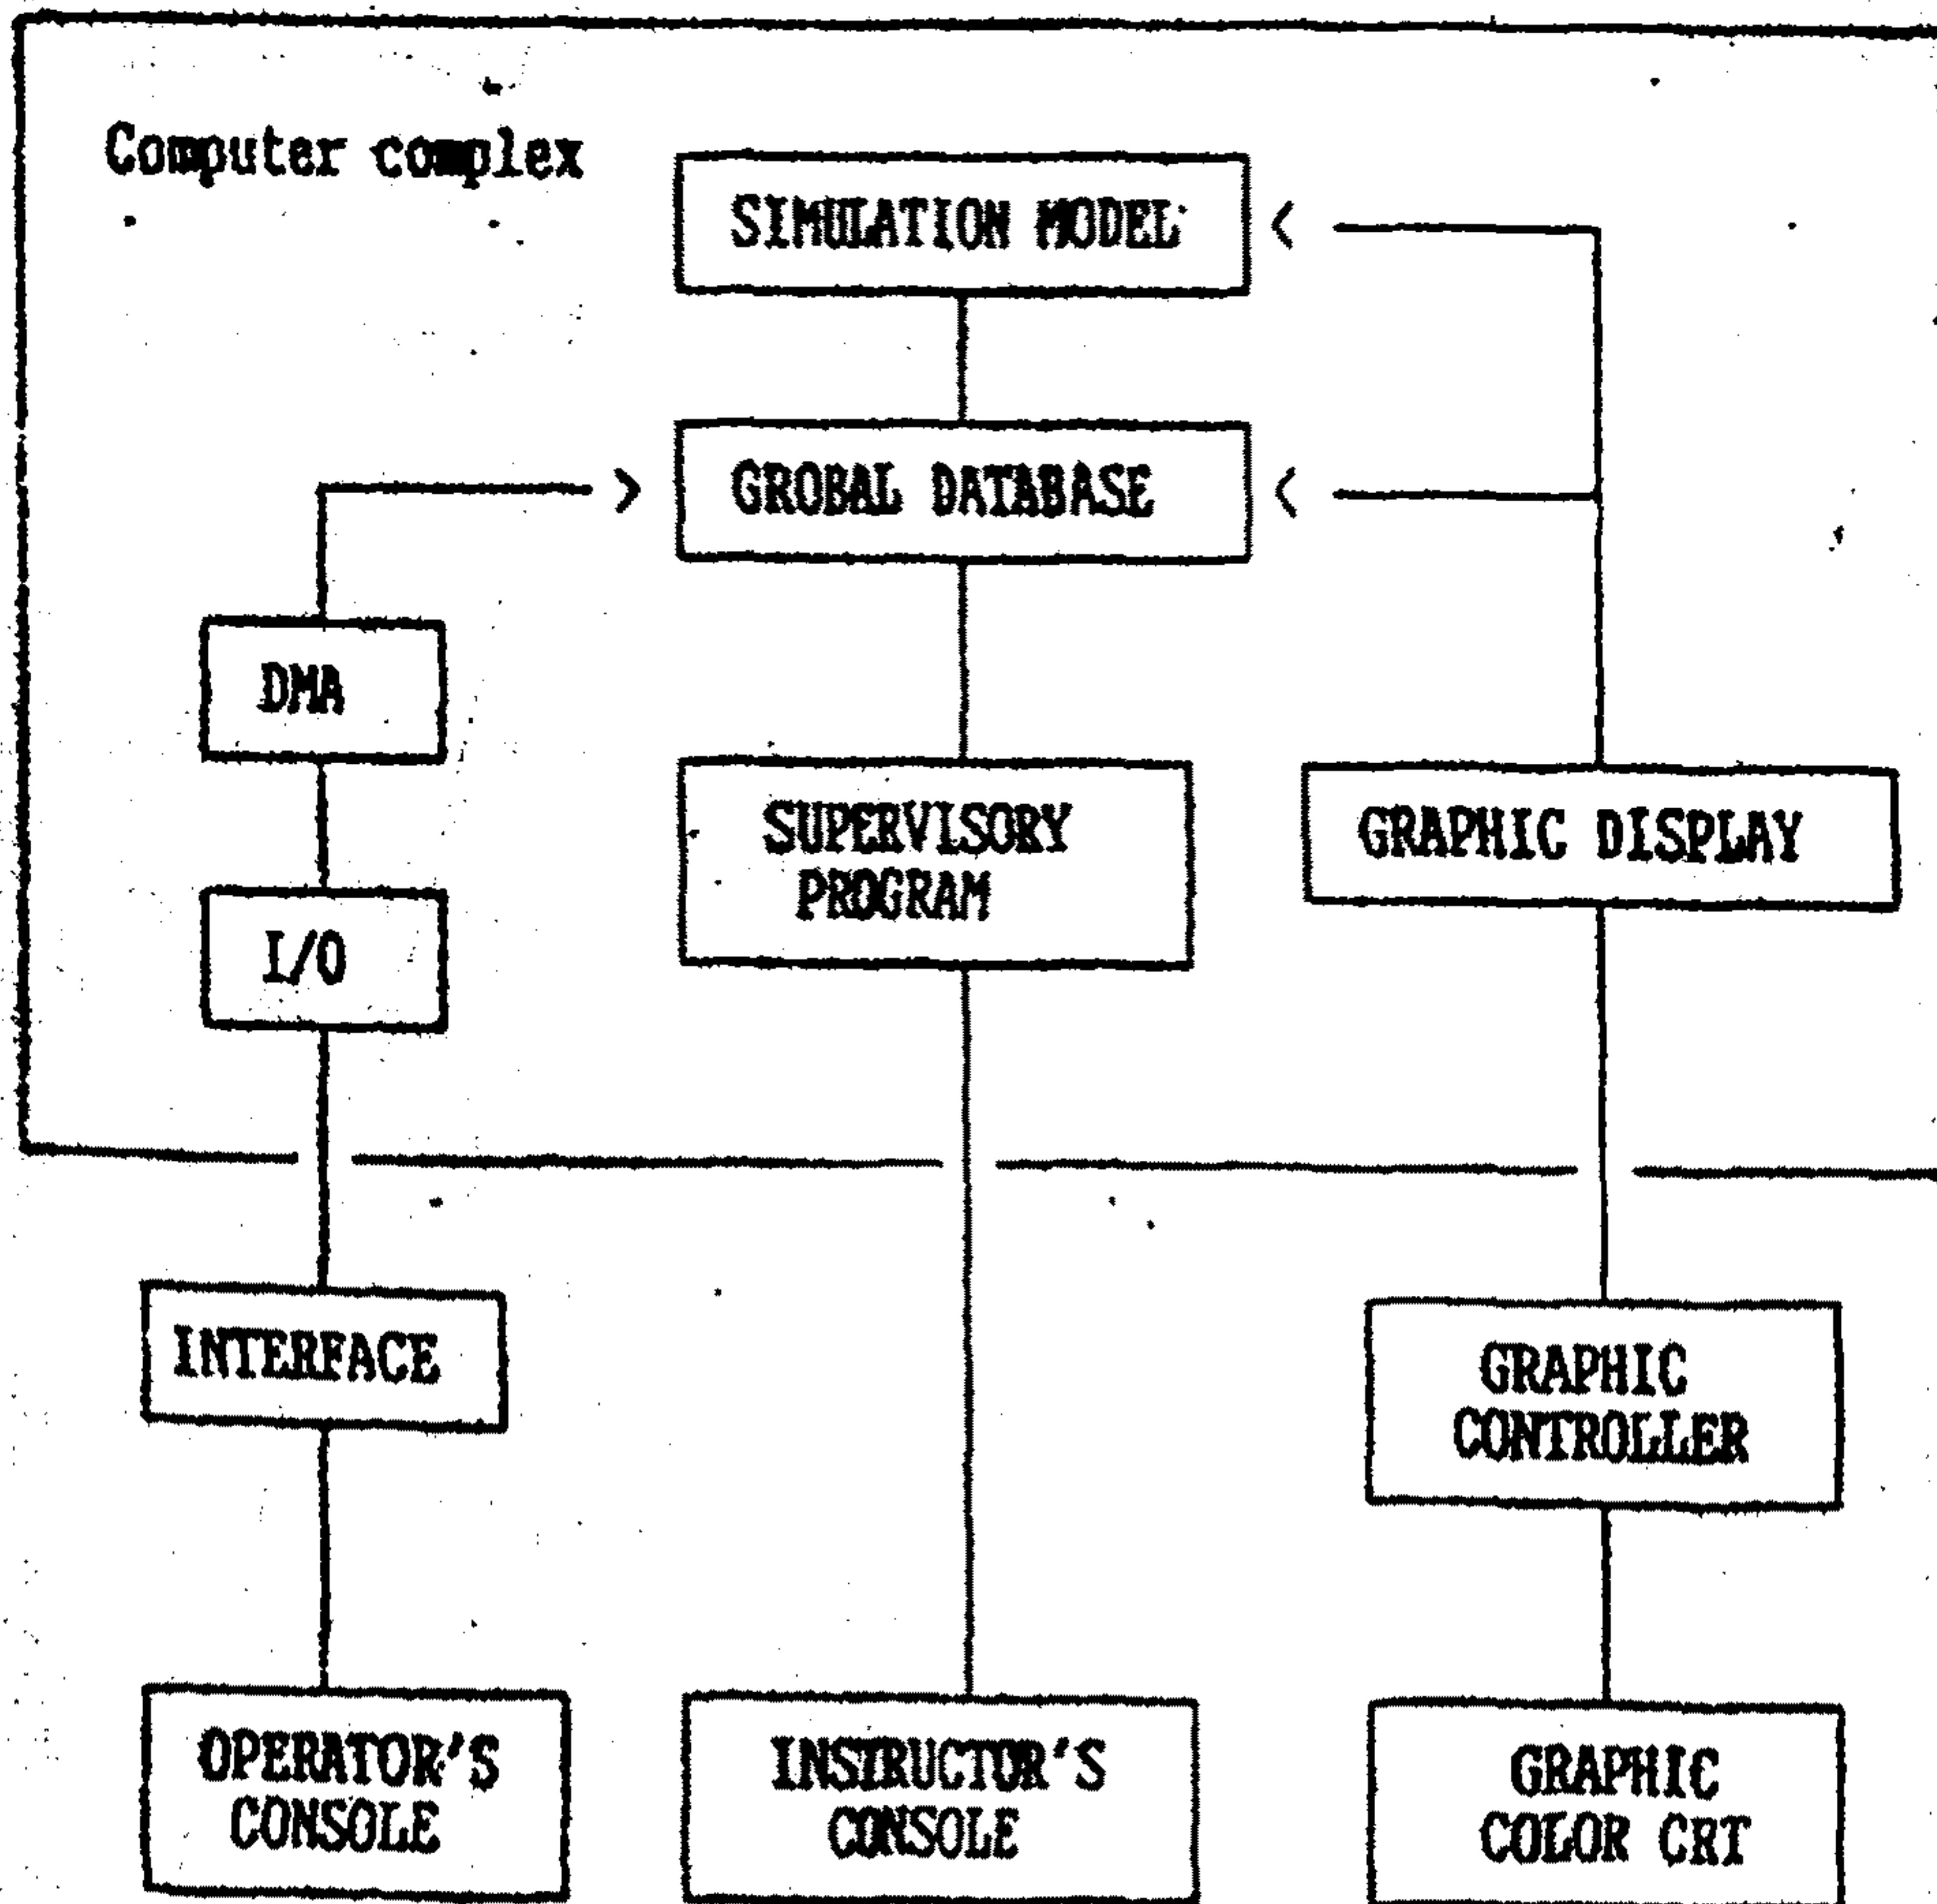 Computer complex
SIMULATION MODEL
GROBAL DATABASE
DMA
SUPERVISORY
PROGRAM
GRAPHIC DISPLAY
I/O
INTERFACE
GRAPHIC
CONTROLLER
OPERATOR'S
CONSOLE
INSTRUCTOR'S
CONSOLE
GRAPHIC
COLOR CRT